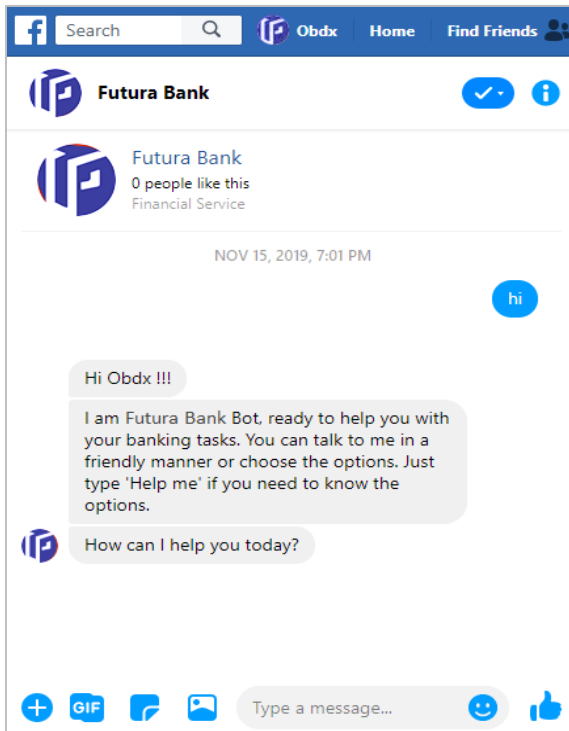 f Search Obdx Home Find Friends
Futura Bank
Futura Bank
0 people like this
Financial Service
NOV 15, 2019, 7:01 PM
hi
Hi Obdx !!!
I am Futura Bank Bot, ready to help you with
your banking tasks. You can talk to me in a
friendly manner or choose the options. Just
type 'Help me' if you need to know the
options.
How can I help you today?
GIF Type a message...